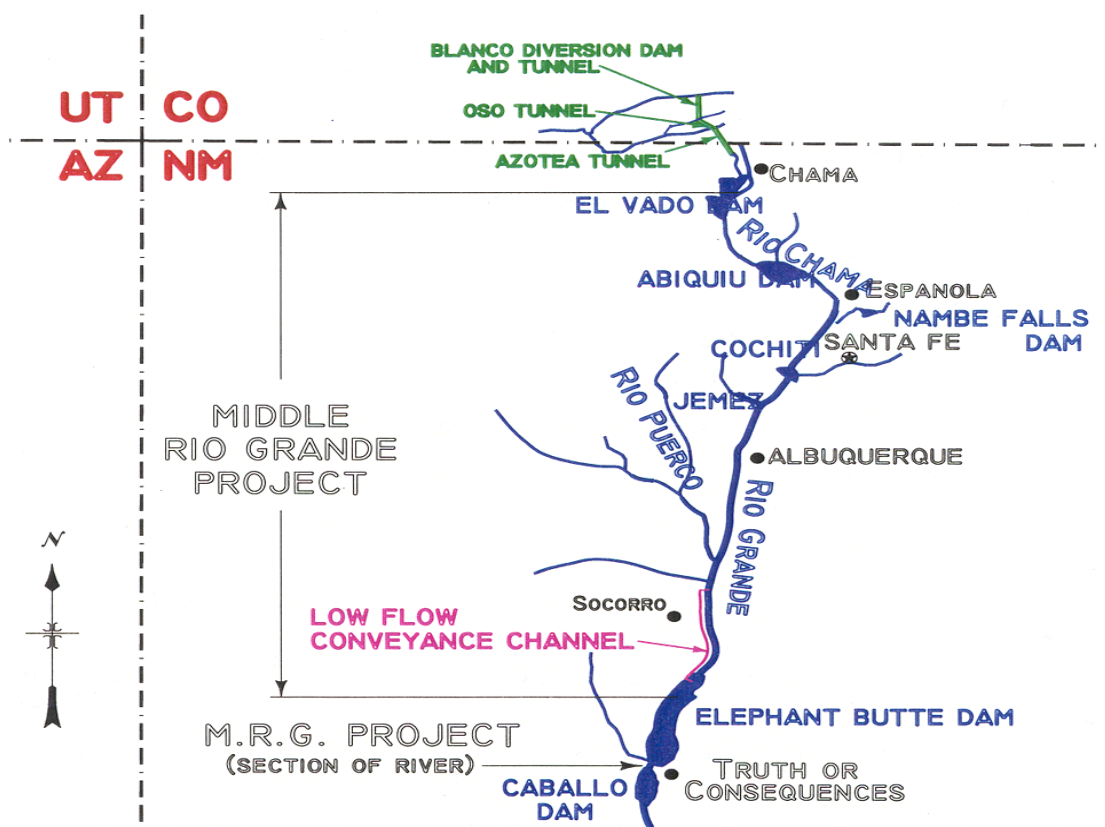 BLANCO DIVERSION DAM
AND TUNNEL
UT CO
OSO TUNNEL
AZ NM
AZOTEA TUNNEL
CHAMA
EL VADO DAM
RIO CHAMA
ABIQUIU DAM
ESPANOLA
NAMBE FALLS
DAM
SANTA FE
COCHITI
RIO PUERCO
JEMEZ
MIDDLE
RIO GRANDE
PROJECT
ALBUQUERQUE
RIO GRANDE
N
SOCORRO
LOW FLOW
CONVEYANCE CHANNEL
ELEPHANT BUTTE DAM
M.R.G. PROJECT
(SECTION OF RIVER)
TRUTH OR
CONSEQUENCES
CABALLO
DAM